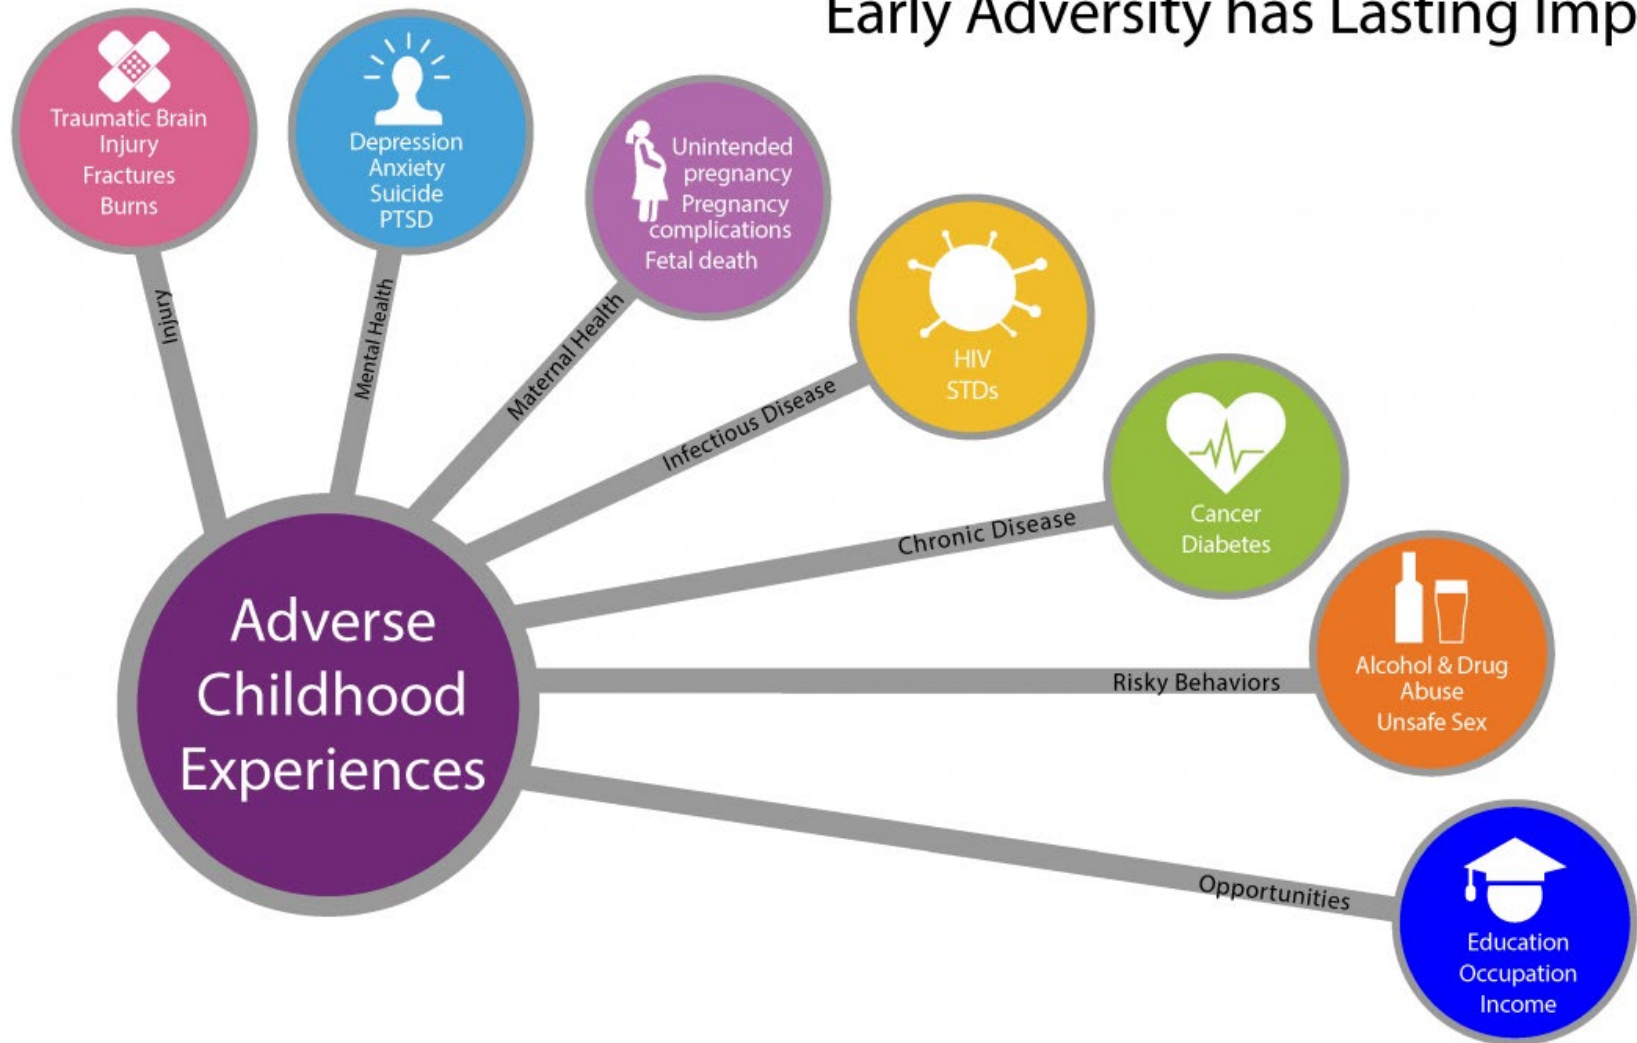 Early Adversity has Lasting Imp
Traumatic Brain
Injury
Fractures
Burns
Depression
Anxiety
Suicide
PTSD
Unintended
pregnancy
Pregnancy
complications
Fetal death
HIV
STDs
Cancer
Diabetes
Alcohol & Drug
Abuse
Unsafe Sex
Education
Occupation
Income
Injury
Mental Health
Maternal Health
Infectious Disease
Chronic Disease
Risky Behaviors
Opportunities
Adverse
Childhood
Experiences